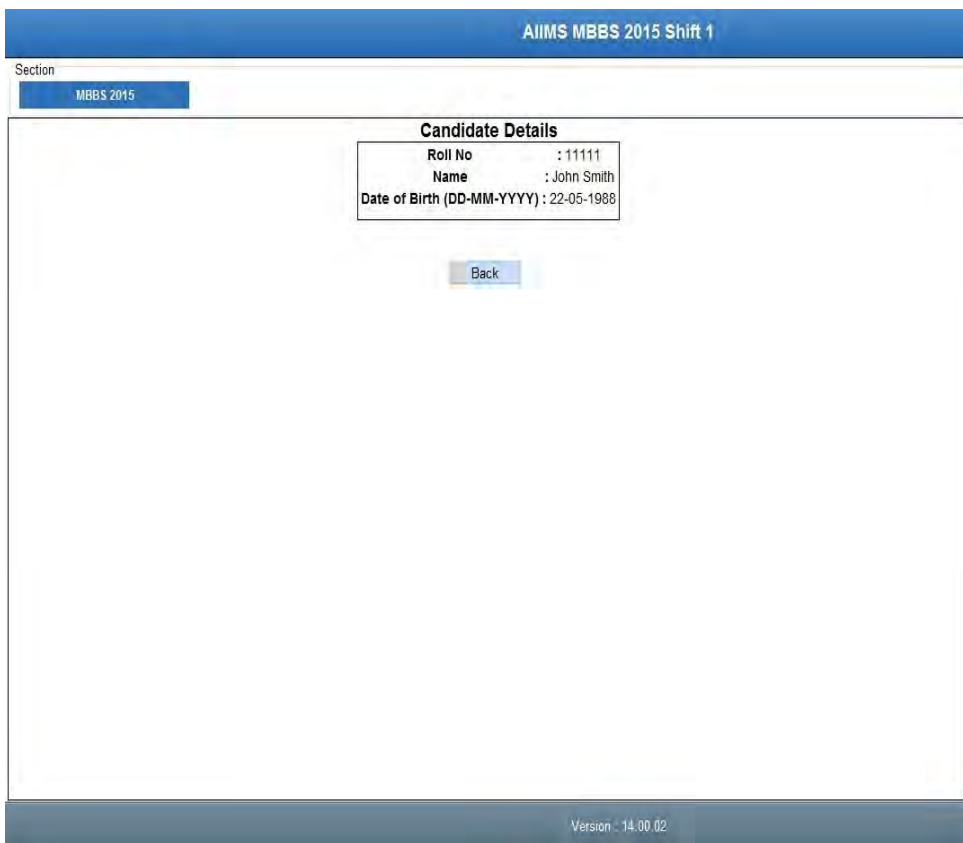 AIIMS MBBS 2015 Shift 1
Section
MBBS 2015
Candidate Details
Roll No : 11111
Name : John Smith
Date of Birth (DD-MM-YYYY) : 22-05-1988
Back
Version : 14.00.02